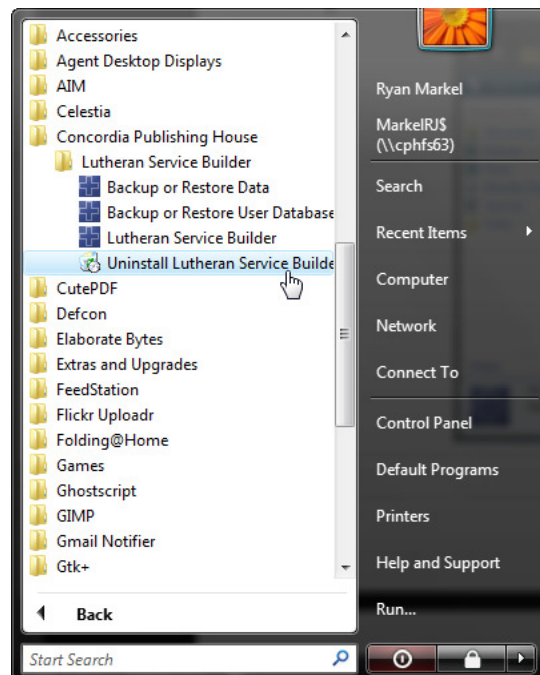 Accessories
Agent Desktop Displays
AIM
Celestia
Concordia Publishing House
Lutheran Service Builder
Backup or Restore Data
Backup or Restore User Database
Lutheran Service Builder
Uninstall Lutheran Service Builde
CutePDF
Defcon
Elaborate Bytes
Extras and Upgrades
FeedStation
Flickr Uploadr
Folding@Home
Games
Ghostscript
GIMP
Gmail Notifier
Gtk+
Back
Start Search
Ryan Markel
MarkelRJ$
(\\cphfs63)
Search
Recent Items
Computer
Network
Connect To
Control Panel
Default Programs
Printers
Help and Support
Run...